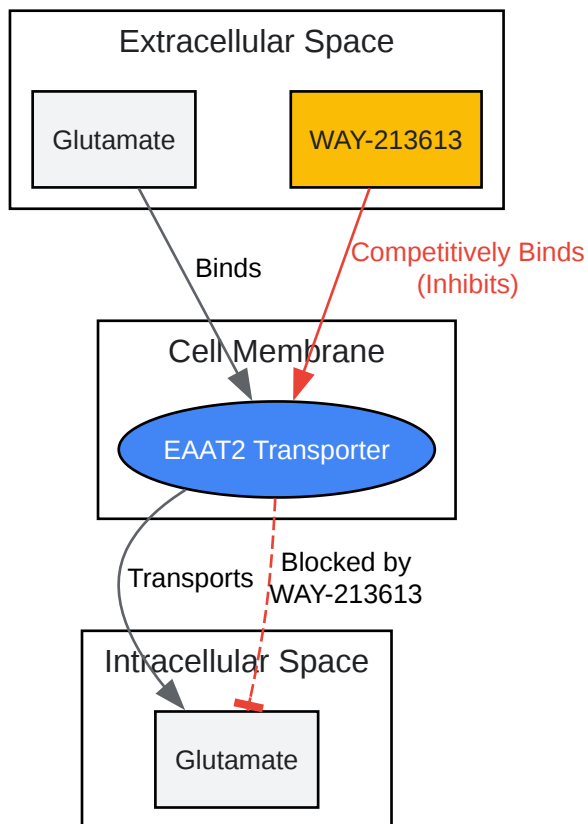 Extracellular Space
Glutamate
WAY-213613
Binds
Competitively Binds
(Inhibits)
Cell Membrane
EAAT2 Transporter
Transports
Blocked by
WAY-213613
Intracellular Space
Glutamate